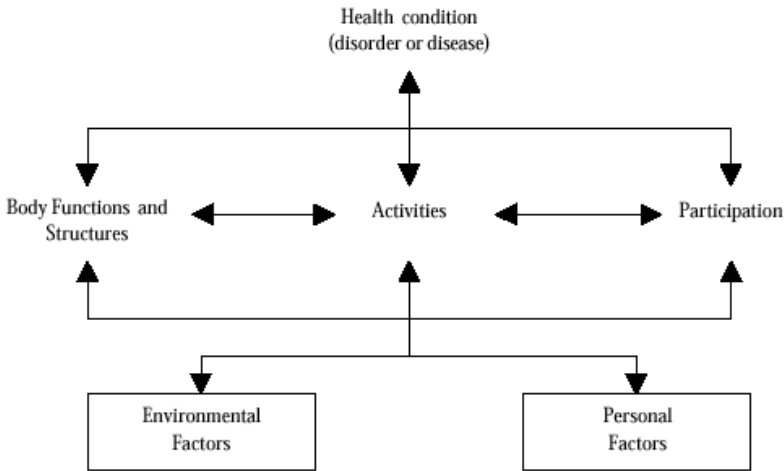 Health condition
(disorder or disease)
Body Functions and
Structures
Activities
Participation
Environmental
Factors
Personal
Factors